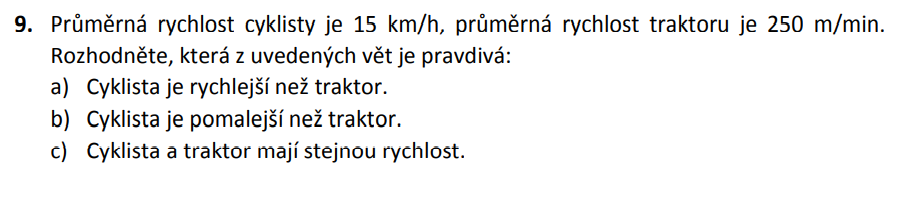 9. Průměrná rychlost cyklisty je 15 km/h, průměrná rychlost traktoru je 250 m/min.
Rozhodněte, která z uvedených vět je pravdivá:
a) Cyklista je rychlejší než traktor.
b) Cyklista je pomalejší než traktor.
c) Cyklista a traktor mají stejnou rychlost.